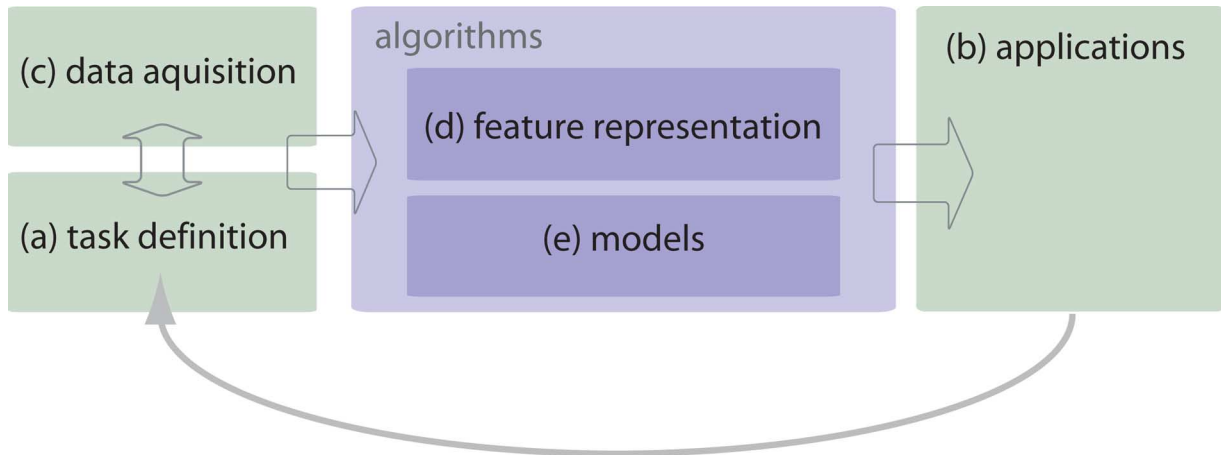 (c) data aquisition
(a) task definition
algorithms
(d) feature representation
(e) models
(b) applications